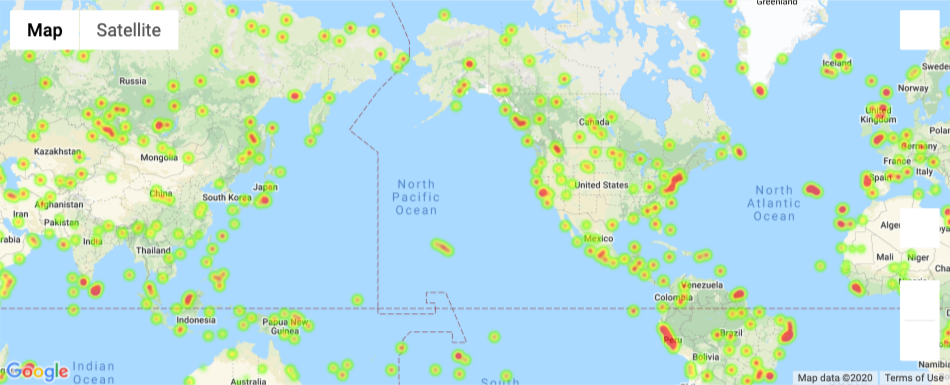 Map
Satellite
Greenland
Iceland
Sweden
Norway
Russia
United
Kingdom
Canada
Kazakhstan
Mongolia
Germany
France
Italy
Spain
North
Pacific
Ocean
United States
North
Atlantic
Ocean
China
South Korea
Japan
Afghanistan
Iran
Pakistan
India
Thailand
Mexico
Mali
Niger
Venezuela
Colombia
Indonesia
Papua New
Guinea
Peru
Brazil
Bolivia
Indian
Ocean
Australia
South
Google
Map data ©2020
Terms of Use